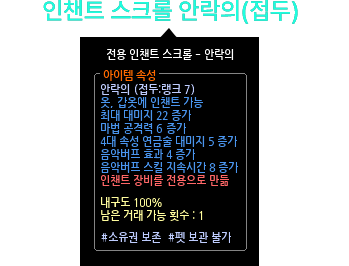 인챈트 스크롤 안락의(접두)
전용 인챈트 스크롤 - 안락의
아이템 속성
안락의 (접두:랭크 7)
옷, 갑옷에 인챈트 가능
최대 대미지 22 증가
마법 공격력 6 증가
4대 속성 연금술 대미지 5 증가
음악버프 효과 4 증가
음악버프 스킬 지속시간 8 증가
인챈트 장비를 전용으로 만듦
내구도 100%
남은 거래 가능 횟수 : 1
#소유권 보존 #펫 보관 불가